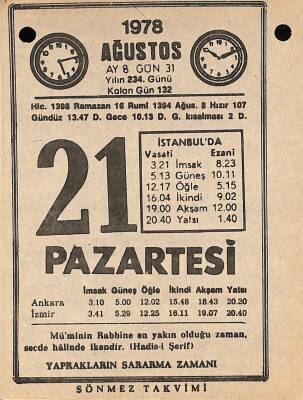 1978
AĞUSTOS
AY 8 GÜN 31
Yılın 234. Günü
Kalan Gün 132
Hic. 1398 Ramazan 16 Rumî 1394 Ağus. 8 Hızır 107
Gündüz 13.47 D. Gece 10.13 D. G. kısalması 2 D.
21
İSTANBUL'DA
Vasati Ezani
3.21 İmsak 8.23
5.13 Güneş 10.11
12.17 Öğle 5.15
16.04 İkindi 9.02
19.00 Akşam 12.00
20.40 Yatsı 1.40
PAZARTESİ
İmsak Güneş Öğle İkindi Akşam Yatsı
Ankara 3.10 5.00 12.02 15.48 18.43 20.20
İzmir 3.41 5.29 12.25 16.11 19.07 20.40
Mü'minin Rabbine en yakın olduğu zaman,
secde hâlinde ikendir. (Hadis-i Şerif)
YAPRAKLARIN SARARMA ZAMANI
SÖNMEZ TAKVİMİ